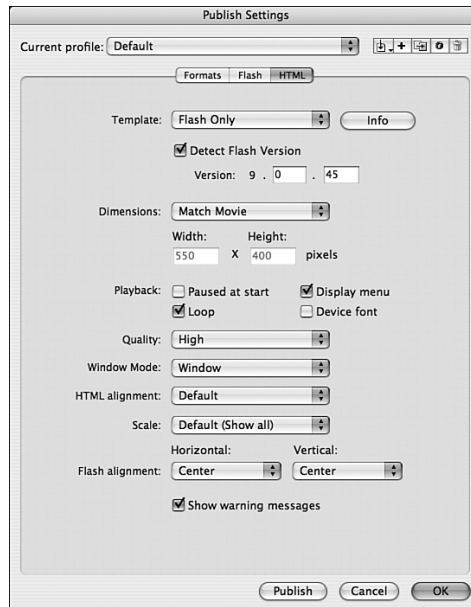 Publish Settings
Current profile: Default
Formats Flash HTML
Template: Flash Only Info
Detect Flash Version
Version: 9 . 0 . 45
Dimensions: Match Movie
Width: Height:
550 X 400 pixels
Playback: Paused at start Display menu
Loop Device font
Quality: High
Window Mode: Window
HTML alignment: Default
Scale: Default (Show all)
Horizontal: Vertical:
Flash alignment: Center Center
Show warning messages
Publish Cancel OK